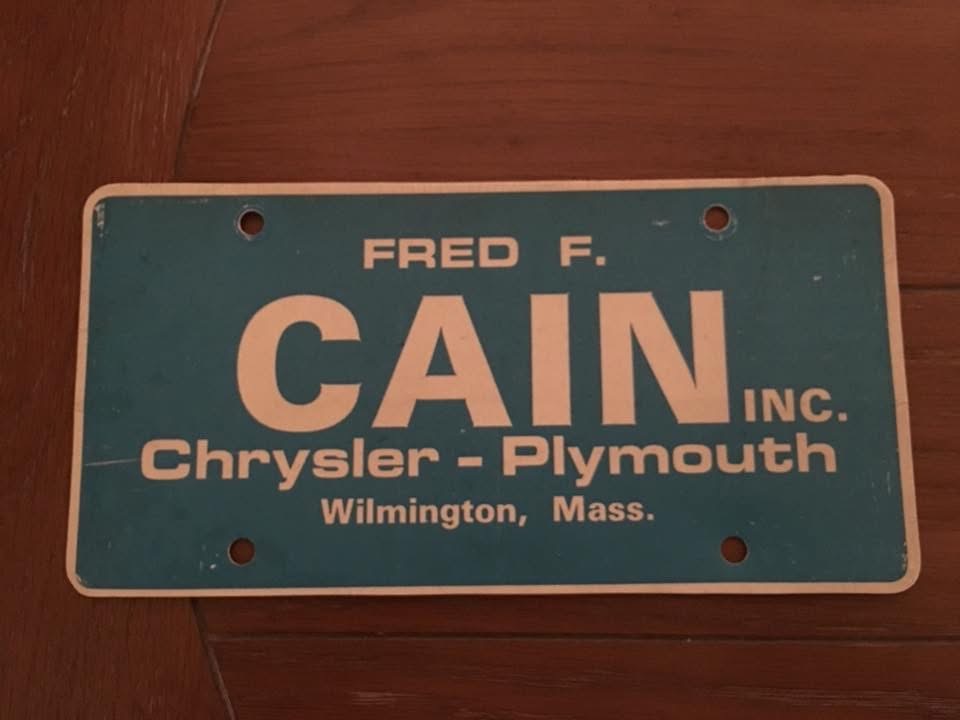 FRED F.
CAIN INC.
Chrysler - Plymouth
Wilmington, Mass.